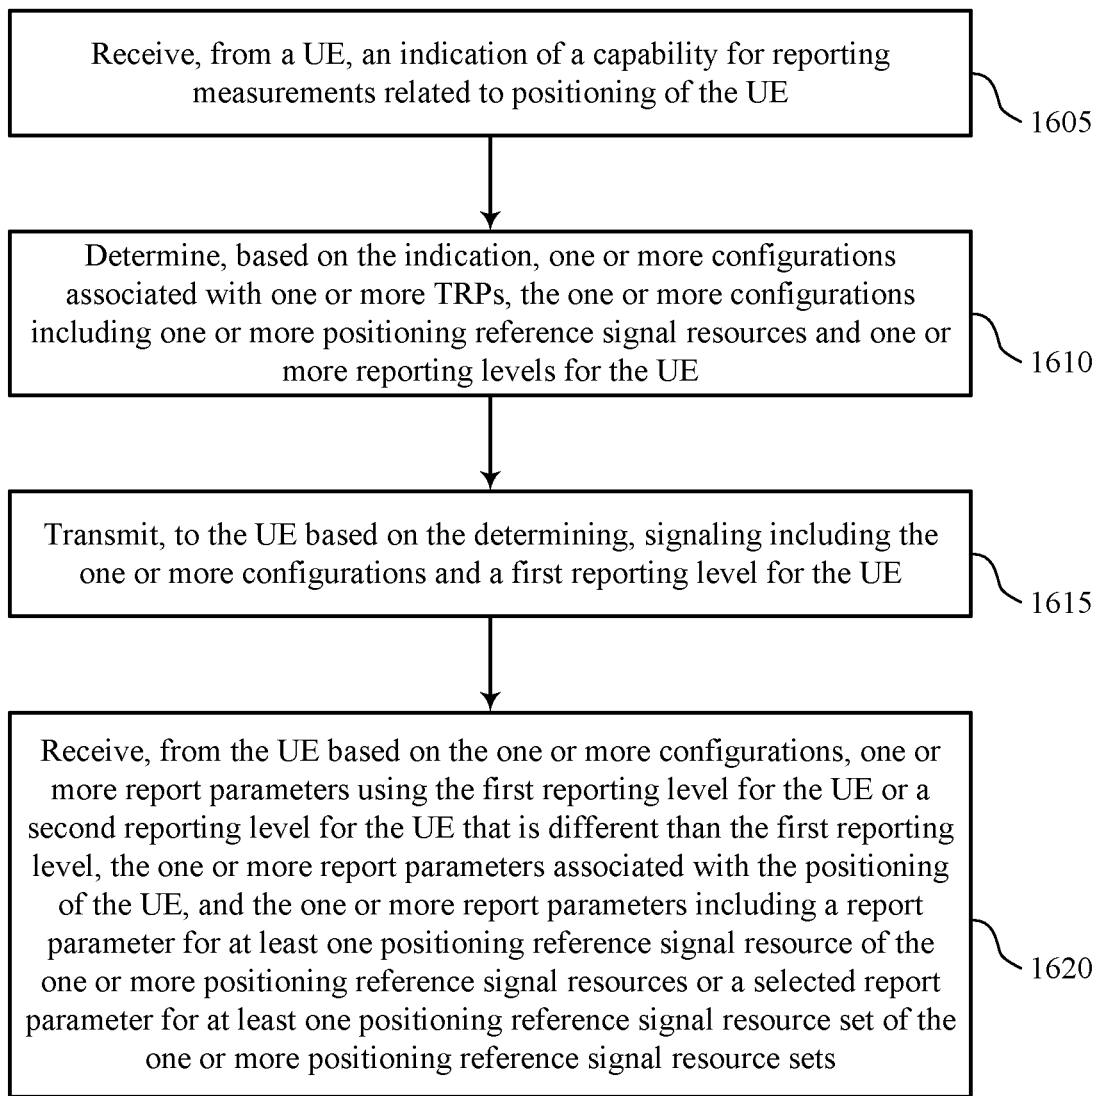 Receive, from a UE, an indication of a capability for reporting
measurements related to positioning of the UE
1605
Determine, based on the indication, one or more configurations
associated with one or more TRPs, the one or more configurations
including one or more positioning reference signal resources and one or
more reporting levels for the UE
1610
Transmit, to the UE based on the determining, signaling including the
one or more configurations and a first reporting level for the UE
1615
Receive, from the UE based on the one or more configurations, one or
more report parameters using the first reporting level for the UE or a
second reporting level for the UE that is different than the first reporting
level, the one or more report parameters associated with the positioning
of the UE, and the one or more report parameters including a report
parameter for at least one positioning reference signal resource of the
one or more positioning reference signal resources or a selected report
parameter for at least one positioning reference signal resource set of the
one or more positioning reference signal resource sets
1620